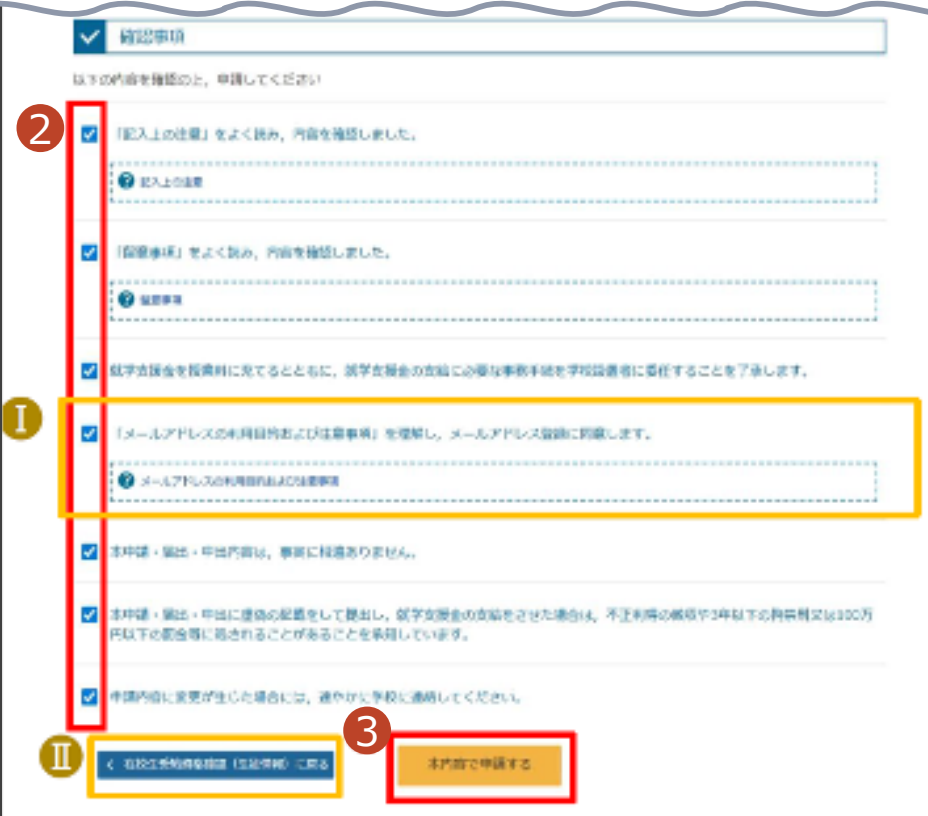 確認事項
以下の内容を確認の上，申請してください
2
「記入上の注意」をよく読み，内容を確認しました。
? 記入上の注意
「留意事項」をよく読み，内容を確認しました。
? 留意事項
就学支援金を授業料に充てるとともに，就学支援金の支給に必要な事務手続を学校設置者に委任することを了承します。
Ⅰ
「メールアドレスの利用目的および注意事項」を理解し，メールアドレス登録に同意します。
? メールアドレスの利用目的および注意事項
本申請・届出・申出内容は，事実に相違ありません。
本申請・届出・申出に虚偽の記載をして提出し，就学支援金の支給をさせた場合は，不正利得の徴収や3年以下の拘禁刑又は100万
円以下の罰金等に処されることがあることを承知しています。
申請内容に変更が生じた場合には，速やかに学校に連絡してください。
Ⅱ
3
（生計情報）に戻る
本内容で申請する